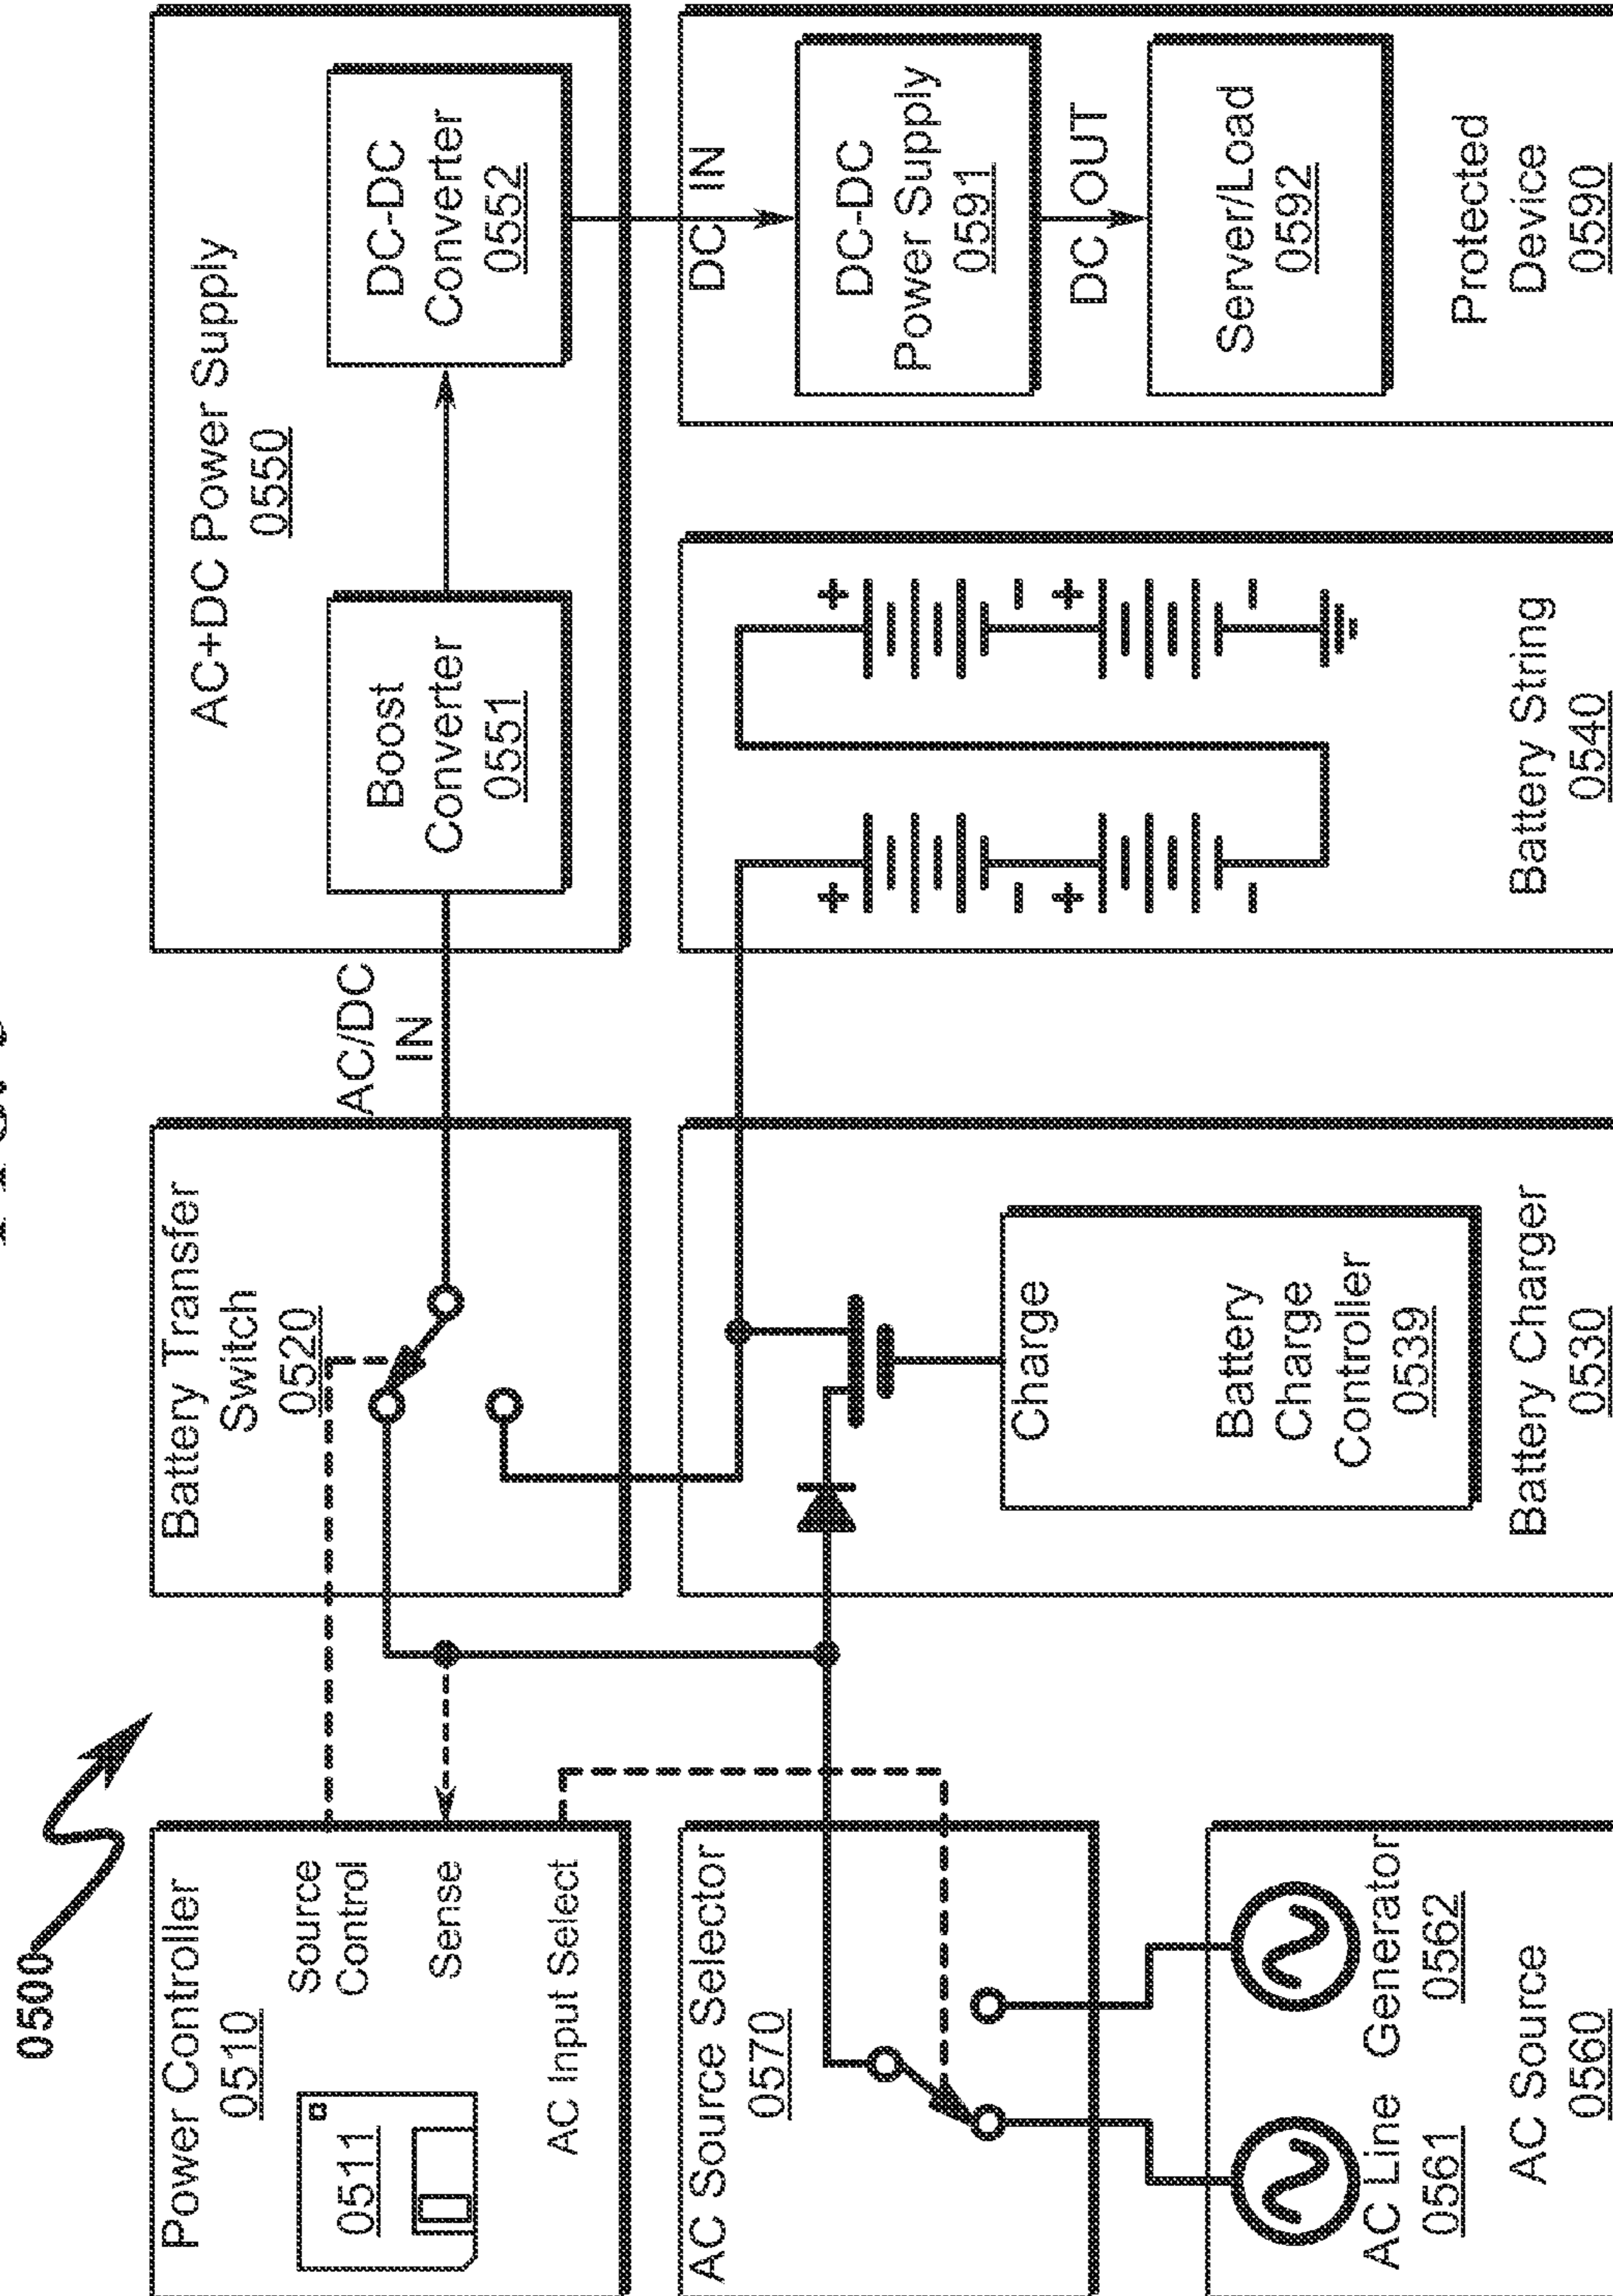 0500
Power Controller
0510
0511
Source
Control
Sense
AC Input Select
Battery Transfer
Switch
0520
AC/DC
IN
AC+DC Power Supply
0550
Boost
Converter
0551
DC-DC
Converter
0552
AC Source Selector
0570
AC Line
0561
Generator
0562
AC Source
0560
Charge
Battery
Charge
Controller
0539
Battery Charger
0530
+
+
-
-
+
+
-
-
Battery String
0540
DC IN
DC-DC
Power Supply
0591
DC OUT
Server/Load
0592
Protected
Device
0590